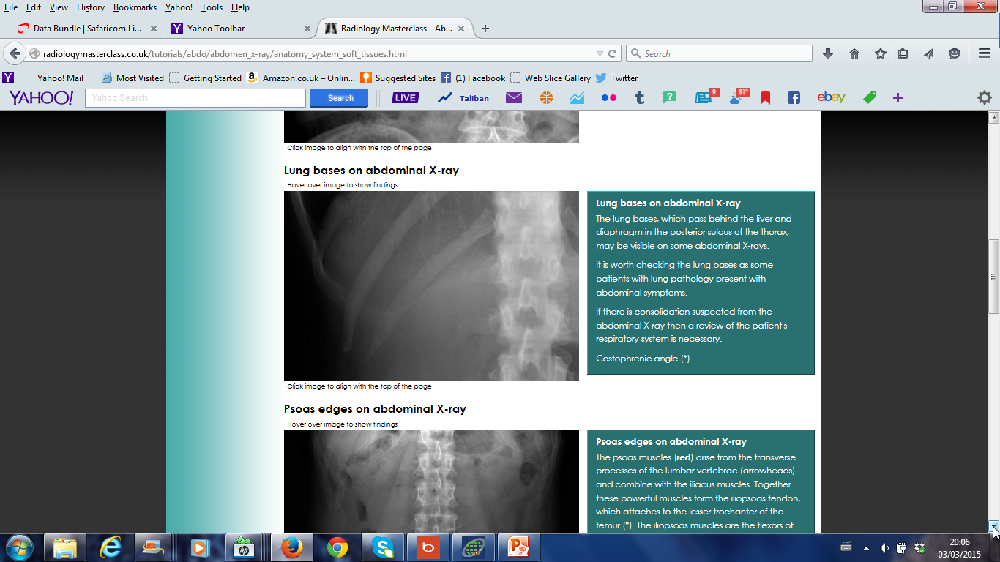 File Edit View History Bookmarks Yahoo! Tools Help
Data Bundle | Safaricom Li...
Yahoo Toolbar
Radiology Masterclass - Ab...
radiologymasterclass.co.uk/tutorials/abdo/abdomen_x-ray/anatomy_system_soft_tissues.html
Search
Yahoo! Mail Most Visited Getting Started Amazon.co.uk – Onlin... Suggested Sites (1) Facebook Web Slice Gallery Twitter
YAHOO! Yahoo Search Search LIVE Taliban 9 81° ebay
Click image to align with the top of the page
Lung bases on abdominal X-ray
Hover over image to show findings
Lung bases on abdominal X-ray
The lung bases, which pass behind the liver and
diaphragm in the posterior sulcus of the thorax,
may be visible on some abdominal X-rays.
It is worth checking the lung bases as some
patients with lung pathology present with
abdominal symptoms.
If there is consolidation suspected from the
abdominal X-ray then a review of the patient's
respiratory system is necessary.
Costophrenic angle (*)
Click image to align with the top of the page
Psoas edges on abdominal X-ray
Hover over image to show findings
Psoas edges on abdominal X-ray
The psoas muscles (red) arise from the transverse
processes of the lumbar vertebrae (arrowheads)
and combine with the iliacus muscles. Together
these powerful muscles form the iliopsoas tendon,
which attaches to the lesser trochanter of the
femur (*). The iliopsoas muscles are the flexors of
20:06
03/03/2015